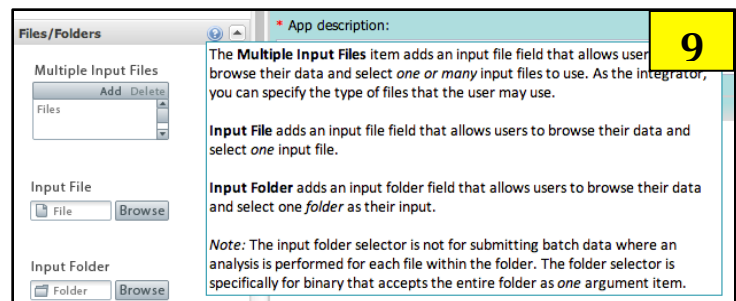 Files/Folders
* App description:
9
Multiple Input Files
Add Delete
Files
Input File
File Browse
Input Folder
Folder Browse
The Multiple Input Files item adds an input file field that allows user
browse their data and select one or many input files to use. As the integrator,
you can specify the type of files that the user may use.
Input File adds an input file field that allows users to browse their data and
select one input file.
Input Folder adds an input folder field that allows users to browse their data
and select one folder as their input.
Note: The input folder selector is not for submitting batch data where an
analysis is performed for each file within the folder. The folder selector is
specifically for binary that accepts the entire folder as one argument item.